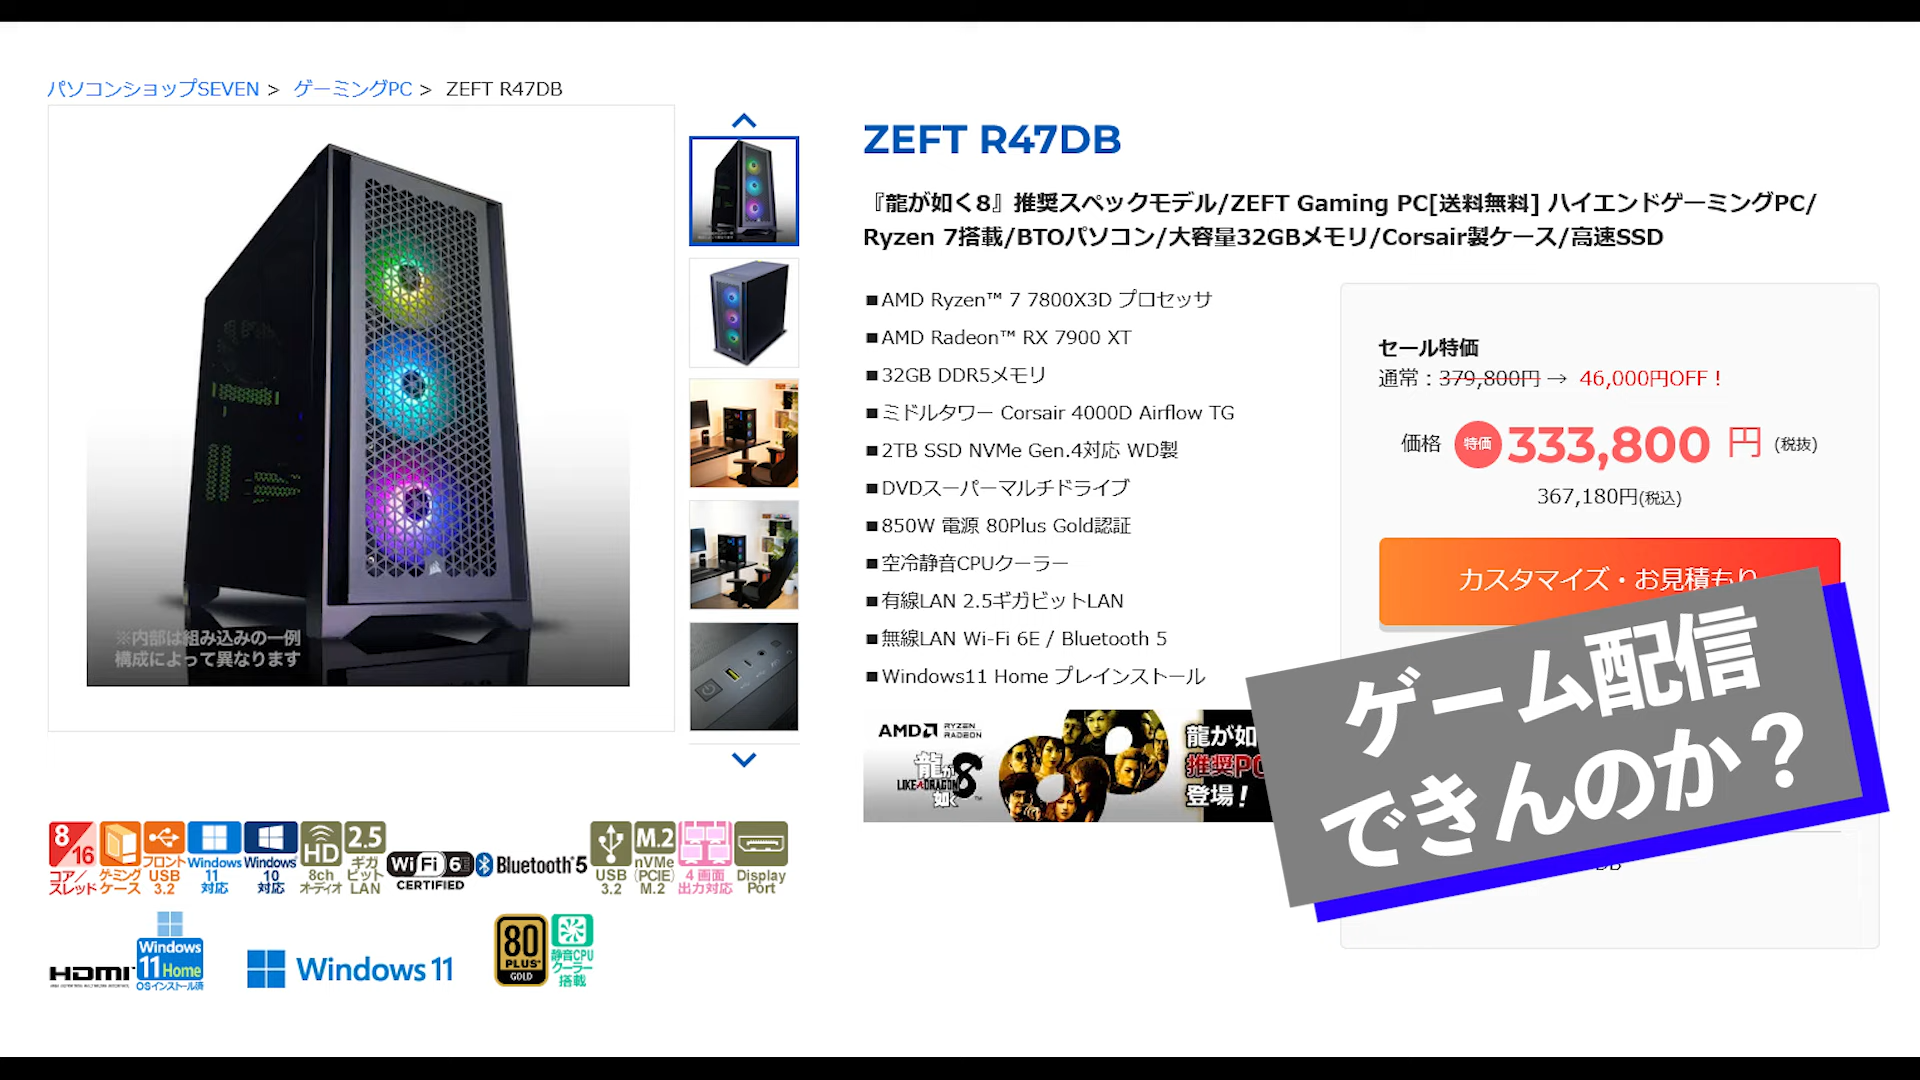 パソコンショップSEVEN > ゲーミングPC > ZEFT R47DB
※内部は組み込みの一例
構成によって異なります
ZEFT R47DB
『龍が如く8』推奨スペックモデル/ZEFT Gaming PC[送料無料] ハイエンドゲーミングPC/
Ryzen 7搭載/BTOパソコン/大容量32GBメモリ/Corsair製ケース/高速SSD
■AMD Ryzen™ 7 7800X3D プロセッサ
■AMD Radeon™ RX 7900 XT
■32GB DDR5メモリ
■ミドルタワー Corsair 4000D Airflow TG
■2TB SSD NVMe Gen.4対応 WD製
■DVDスーパーマルチドライブ
■850W 電源 80Plus Gold認証
■空冷静音CPUクーラー
■有線LAN 2.5ギガビットLAN
■無線LAN Wi-Fi 6E / Bluetooth 5
■Windows11 Home プレインストール
セール特価
通常：379,800円 → 46,000円OFF！
価格 特価 333,800 円 (税抜)
367,180円(税込)
カスタマイズ・お見積もり
ゲーム配信
できんのか？
AMD RYZEN
RADEON
龍が如く8
LIKE A DRAGON
龍が如
推奨PC
登場！
8/16
コア/
スレッド
ゲーミング
ケース
フロント
USB
3.2
Windows
11
対応
Windows
10
対応
HD
8ch
オーディオ
2.5
ギガ
ビット
LAN
Wi Fi 6E
CERTIFIED
Bluetooth 5
USB
3.2
M.2
nVMe
(PCIE)
M.2
4画面
出力対応
Display
Port
HDMI
Windows
11 Home
OSインストール済
Windows 11
80
PLUS
GOLD
静音CPU
クーラー
搭載